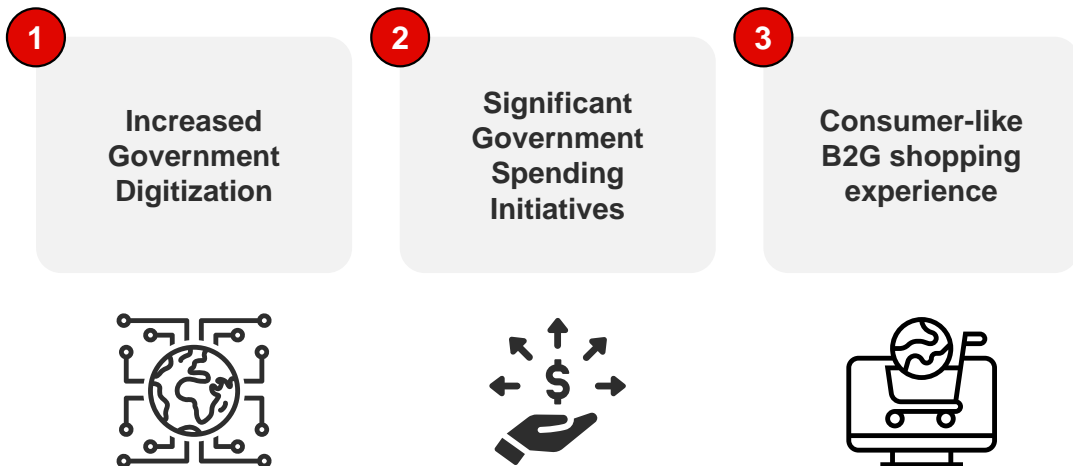 1
Increased
Government
Digitization
2
Significant
Government
Spending
Initiatives
3
Consumer-like
B2G shopping
experience
$